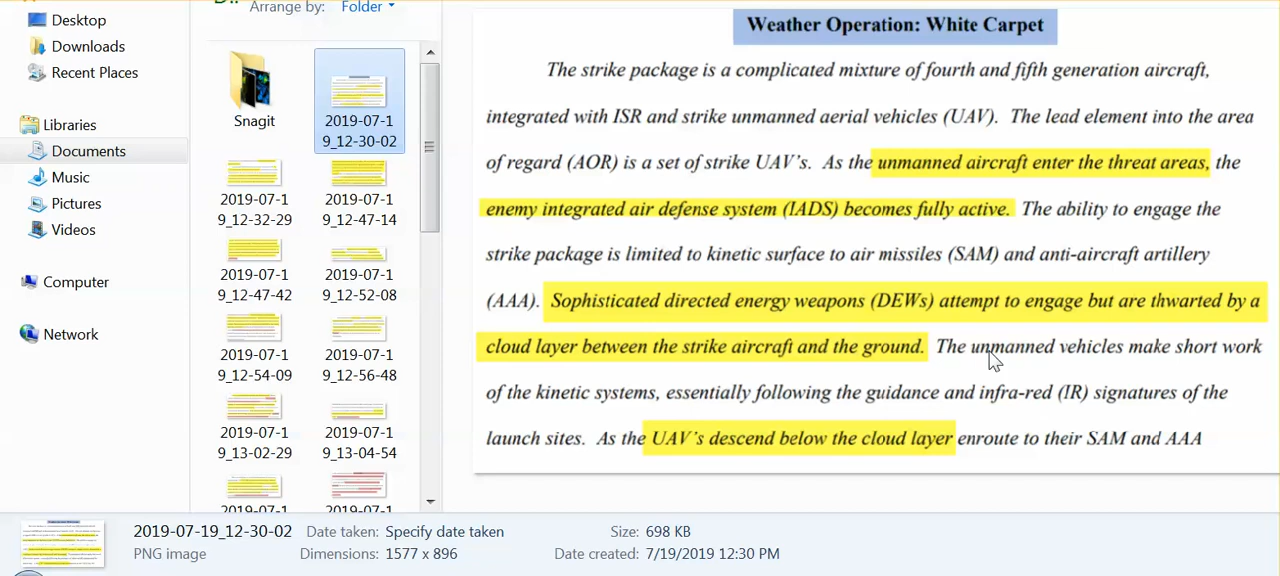 Arrange by:
Folder
Desktop
Downloads
Recent Places
Libraries
Documents
Music
Pictures
Videos
Computer
Network
Snagit
2019-07-1
9_12-30-02
2019-07-1
9_12-32-29
2019-07-1
9_12-47-14
2019-07-1
9_12-47-42
2019-07-1
9_12-52-08
2019-07-1
9_12-54-09
2019-07-1
9_12-56-48
2019-07-1
9_13-02-29
2019-07-1
9_13-04-54
2019-07-1
2019-07-1
Weather Operation: White Carpet
The strike package is a complicated mixture of fourth and fifth generation aircraft,
integrated with ISR and strike unmanned aerial vehicles (UAV). The lead element into the area
of regard (AOR) is a set of strike UAV's. As the unmanned aircraft enter the threat areas, the
enemy integrated air defense system (IADS) becomes fully active. The ability to engage the
strike package is limited to kinetic surface to air missiles (SAM) and anti-aircraft artillery
(AAA). Sophisticated directed energy weapons (DEWs) attempt to engage but are thwarted by a
cloud layer between the strike aircraft and the ground. The unmanned vehicles make short work
of the kinetic systems, essentially following the guidance and infra-red (IR) signatures of the
launch sites. As the UAV's descend below the cloud layer enroute to their SAM and AAA
2019-07-19_12-30-02
PNG image
Date taken: Specify date taken
Dimensions: 1577 x 896
Size: 698 KB
Date created: 7/19/2019 12:30 PM